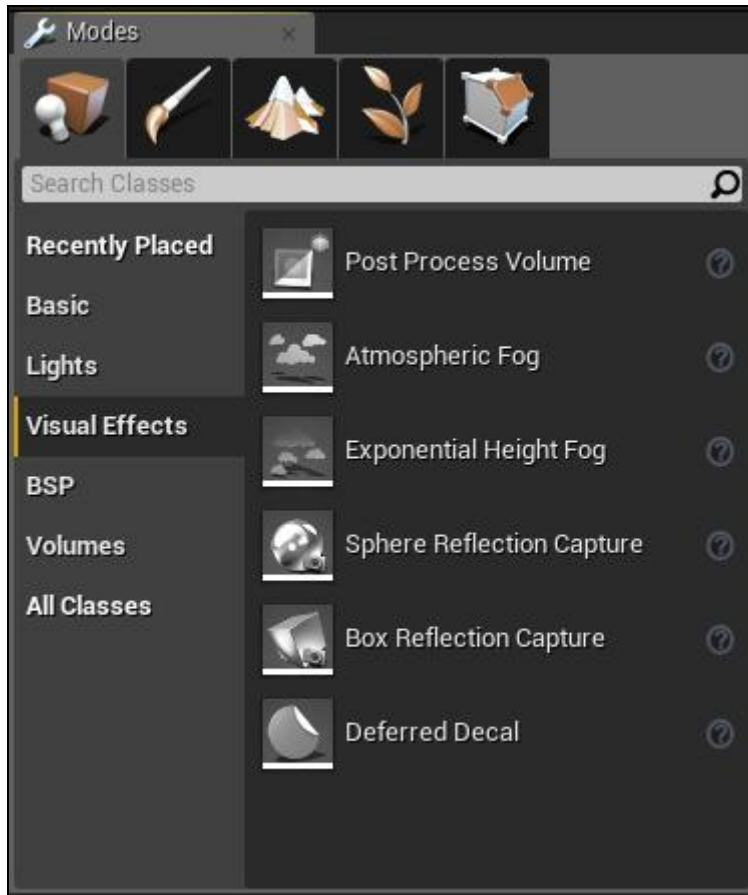 Modes
Search Classes
Recently Placed
Basic
Lights
Visual Effects
BSP
Volumes
All Classes
Post Process Volume
Atmospheric Fog
Exponential Height Fog
Sphere Reflection Capture
Box Reflection Capture
Deferred Decal